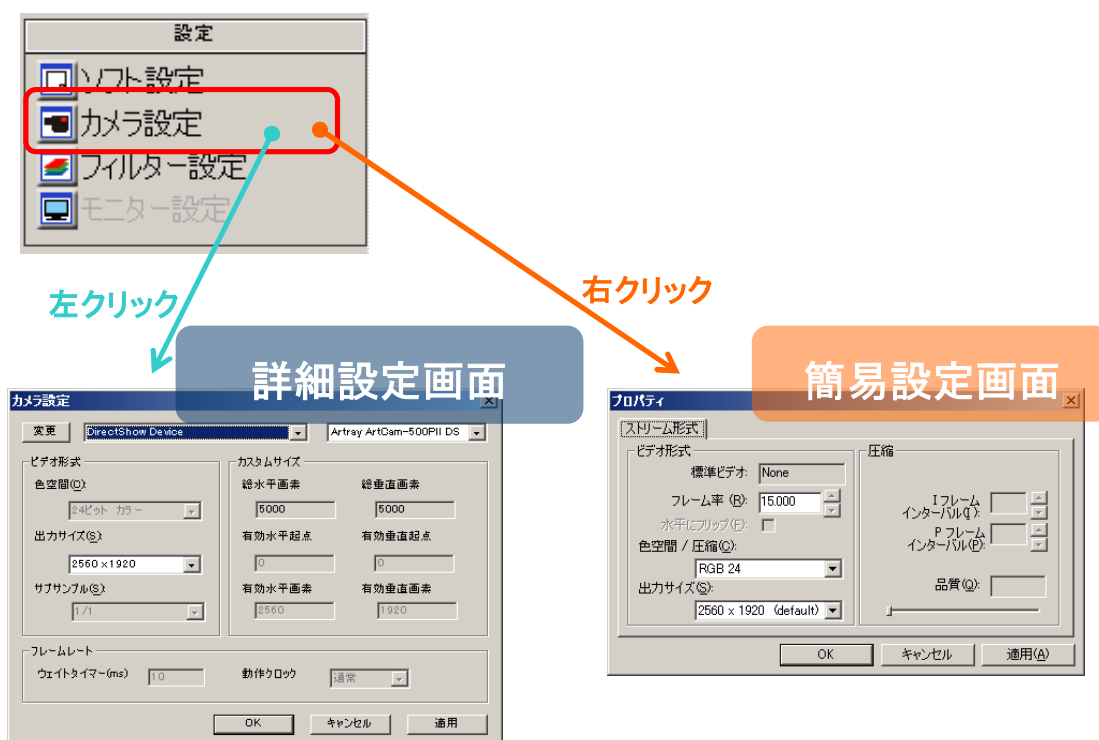 設定
ソフト設定
カメラ設定
フィルター設定
モニター設定
左クリック
右クリック
詳細設定画面
簡易設定画面
カメラ設定
変更 DirectShow Device Artray ArtCam-500PII DS
ビデオ形式
色空間(C):
24ビット カラー
出力サイズ(S):
2560×1920
サブサンプル(S):
1/1
カスタムサイズ
総水平画素 総垂直画素
5000 5000
有効水平起点 有効垂直起点
0 0
有効水平画素 有効垂直画素
2560 1920
フレームレート
ウェイトタイマー(ms) 10 動作クロック 通常
OK キャンセル 適用
プロパティ
ストリーム形式
ビデオ形式
標準ビデオ: None
フレーム率 (R): 15.000
水平にフリップ(F):
色空間 / 圧縮(C):
RGB 24
出力サイズ(S):
2560 x 1920 (default)
圧縮
I フレーム
インターバル(I):
P フレーム
インターバル(P):
品質(Q):
OK キャンセル 適用(A)